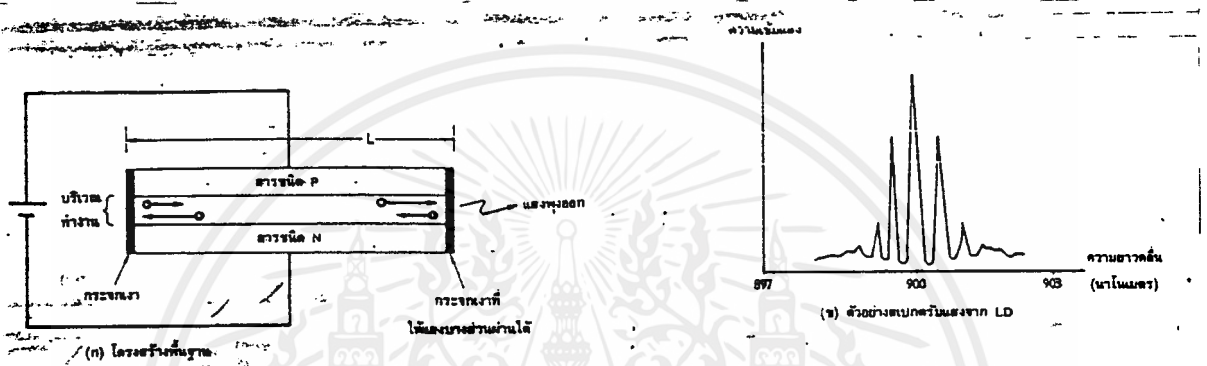 L
สารชนิด P
บริเวณ
ทำงาน
แสงพุ่งออก
สารชนิด N
กระจกเงา
กระจกเงาที่
ให้แสงบางส่วนผ่านได้
(ก) โครงสร้างพื้นฐาน
ความเข้มแสง
897
900
903
ความยาวคลื่น
(นาโนเมตร)
(ข) ตัวอย่างสเปกตรัมแสงจาก LD